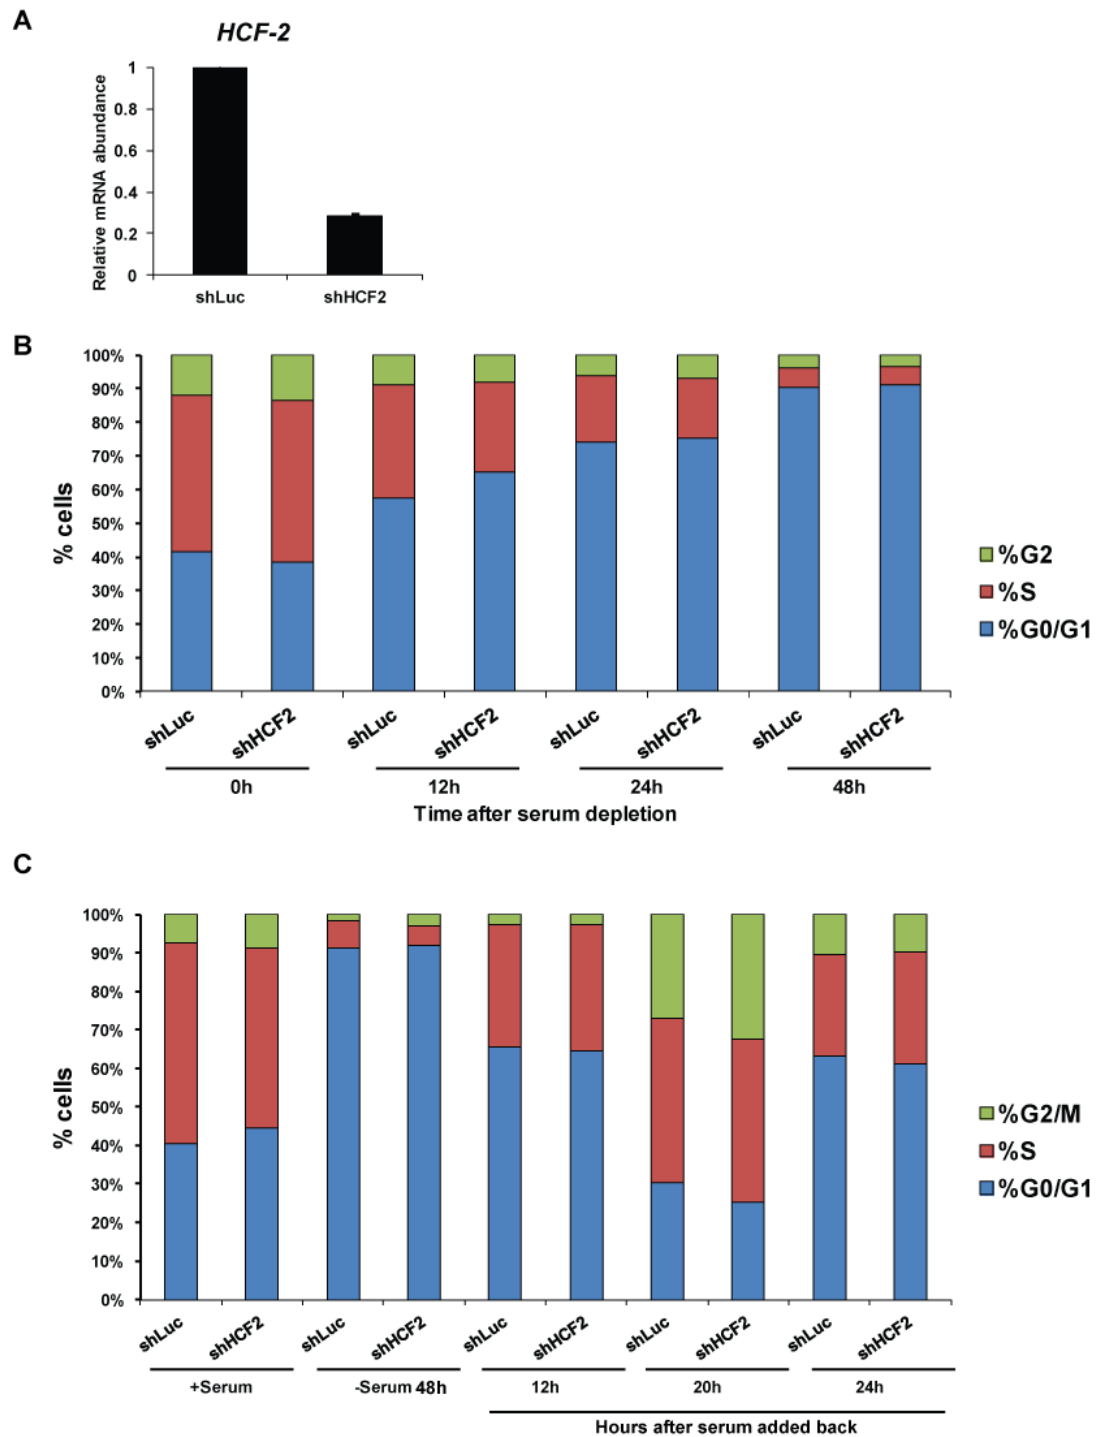 A
HCF-2
Relative mRNA abundance
1
0.8
0.6
0.4
0.2
0
shLuc shHCF2
B
% cells
100%
90%
80%
70%
60%
50%
40%
30%
20%
10%
0%
%G2
%S
%G0/G1
shLuc shHCF2 shLuc shHCF2 shLuc shHCF2 shLuc shHCF2
0h 12h 24h 48h
Time after serum depletion
C
% cells
100%
90%
80%
70%
60%
50%
40%
30%
20%
10%
0%
%G2/M
%S
%G0/G1
shLuc shHCF2 shLuc shHCF2 shLuc shHCF2 shLuc shHCF2 shLuc shHCF2
+Serum -Serum 48h 12h 20h 24h
Hours after serum added back